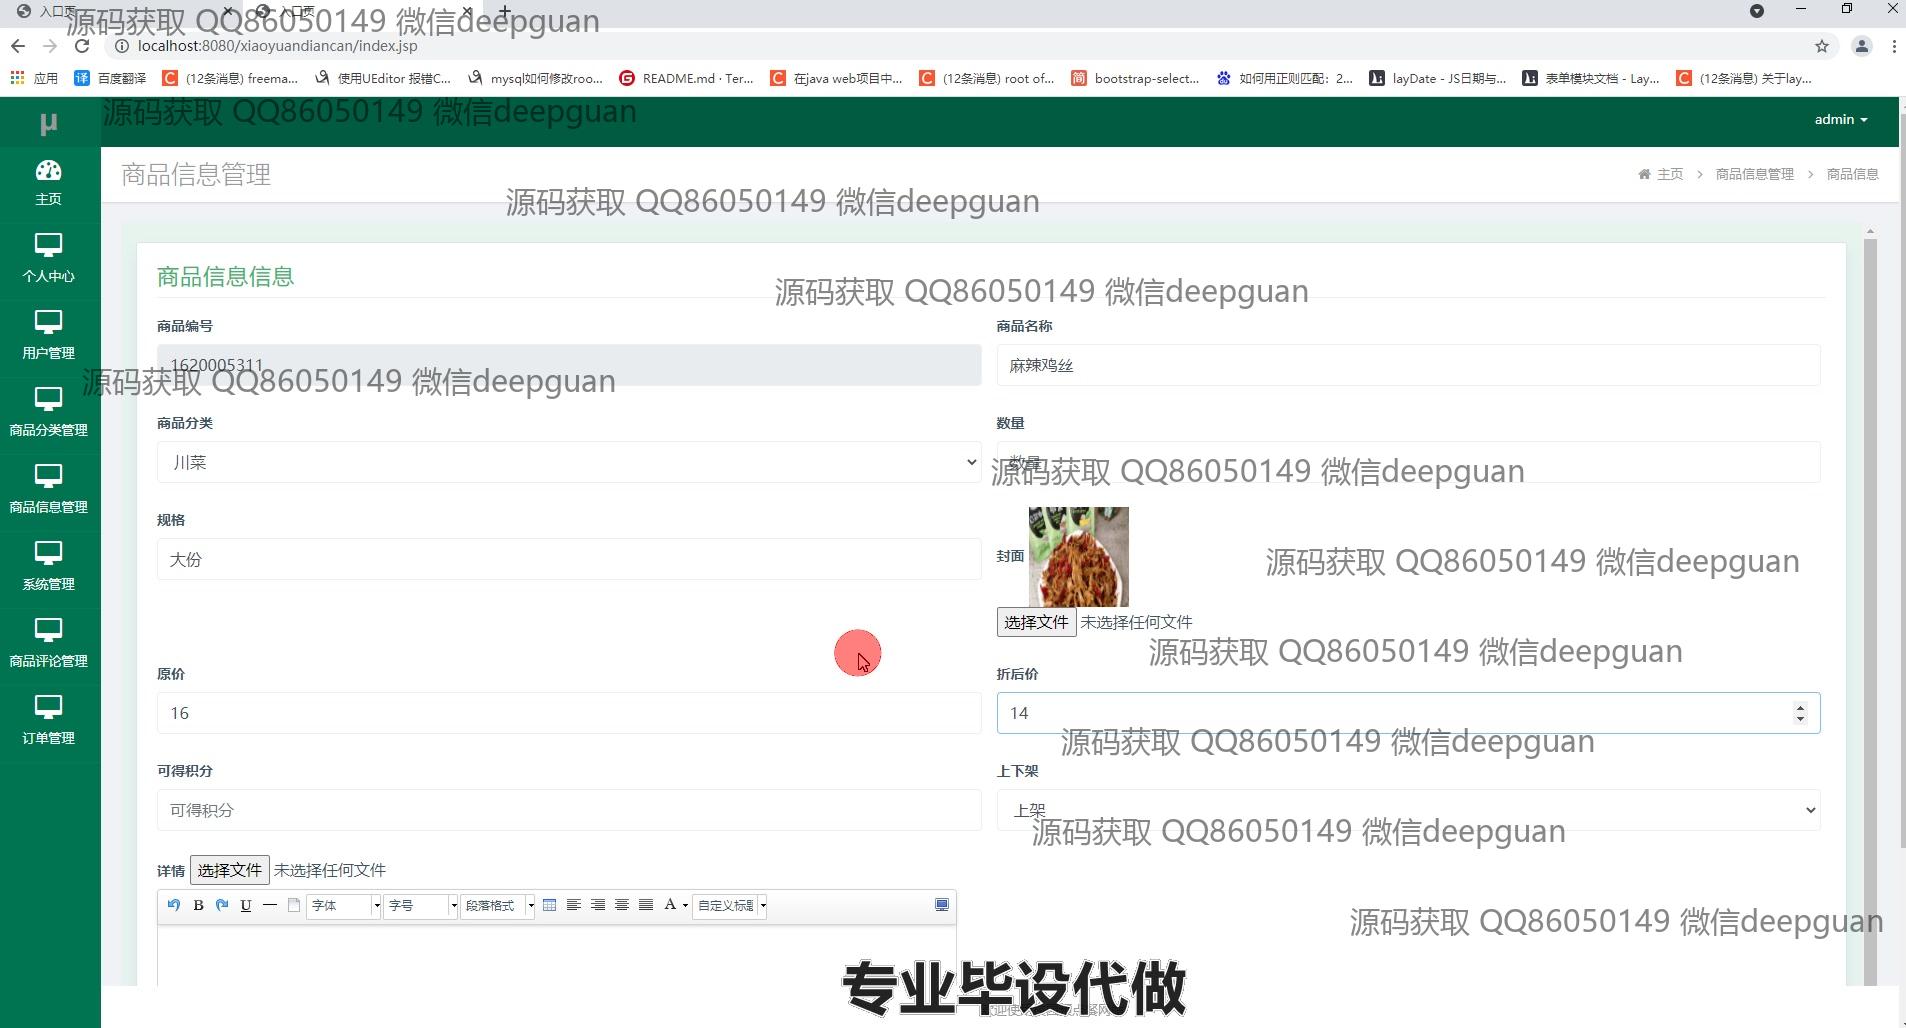 入口页
入口页
源码获取 QQ86050149 微信deepguan
localhost:8080/xiaoyuandiancan/index.jsp
应用
百度翻译
(12条消息) freema...
使用UEditor 报错C...
mysql如何修改roo...
README.md · Ter...
在java web项目中...
(12条消息) root of...
bootstrap-select...
如何用正则匹配：2...
layDate - JS日期与...
表单模块文档 - Lay...
(12条消息) 关于lay...
μ
源码获取 QQ86050149 微信deepguan
admin
主页
个人中心
用户管理
商品分类管理
商品信息管理
系统管理
商品评论管理
订单管理
商品信息管理
主页 > 商品信息管理 > 商品信息
源码获取 QQ86050149 微信deepguan
商品信息信息
源码获取 QQ86050149 微信deepguan
商品编号
1620005311
商品名称
麻辣鸡丝
源码获取 QQ86050149 微信deepguan
商品分类
川菜
数量
数量
源码获取 QQ86050149 微信deepguan
规格
大份
封面
源码获取 QQ86050149 微信deepguan
选择文件 未选择任何文件
源码获取 QQ86050149 微信deepguan
原价
16
折后价
14
源码获取 QQ86050149 微信deepguan
可得积分
可得积分
上下架
上架
源码获取 QQ86050149 微信deepguan
详情 选择文件 未选择任何文件
B U 字体 字号 段落格式 A 自定义标题
源码获取 QQ86050149 微信deepguan
专业毕设代做